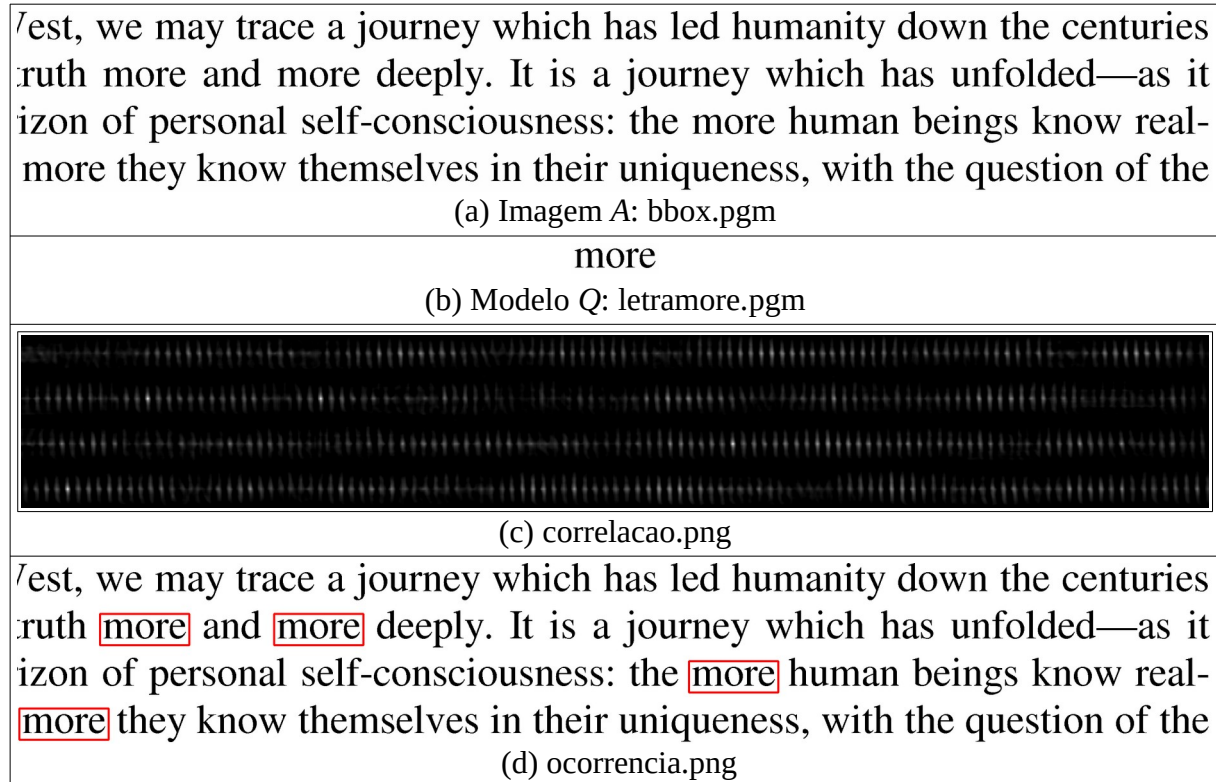 est, we may trace a journey which has led humanity down the centuries
ruth more and more deeply. It is a journey which has unfolded—as it
izon of personal self-consciousness: the more human beings know real-
more they know themselves in their uniqueness, with the question of the
(a) Imagem A: bbox.pgm
more
(b) Modelo Q: letramore.pgm
(c) correlacao.png
est, we may trace a journey which has led humanity down the centuries
ruth more and more deeply. It is a journey which has unfolded—as it
izon of personal self-consciousness: the more human beings know real-
more they know themselves in their uniqueness, with the question of the
(d) ocorrencia.png